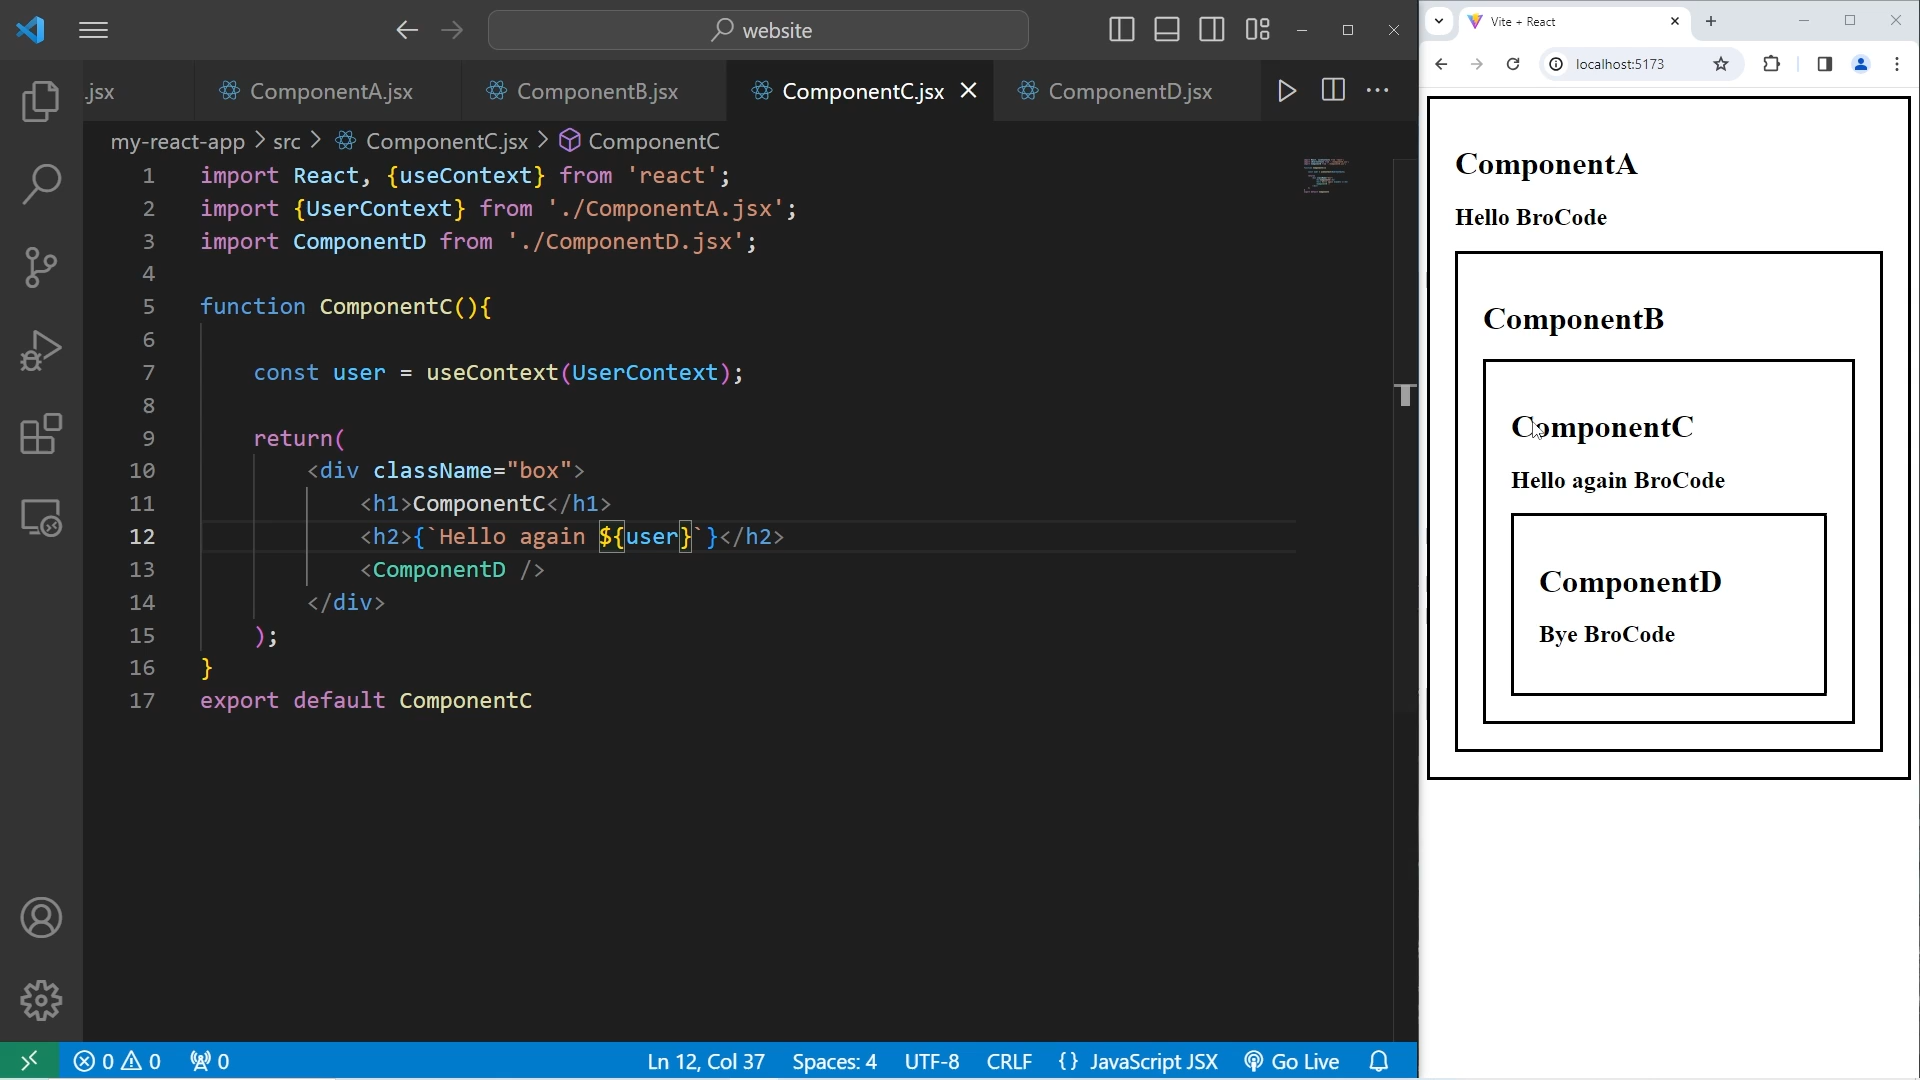 website
.jsx
ComponentA.jsx
ComponentB.jsx
ComponentC.jsx
ComponentD.jsx
my-react-app > src > ComponentC.jsx > ComponentC
1 import React, {useContext} from 'react';
2 import {UserContext} from './ComponentA.jsx';
3 import ComponentD from './ComponentD.jsx';
4
5 function ComponentC(){
6
7 const user = useContext(UserContext);
8
9 return(
10 <div className="box">
11 <h1>ComponentC</h1>
12 <h2>{`Hello again ${user}`}</h2>
13 <ComponentD />
14 </div>
15 );
16 }
17 export default ComponentC
0 0 0
Ln 12, Col 37 Spaces: 4 UTF-8 CRLF {} JavaScript JSX Go Live
Vite + React
localhost:5173
ComponentA
Hello BroCode
ComponentB
ComponentC
Hello again BroCode
ComponentD
Bye BroCode